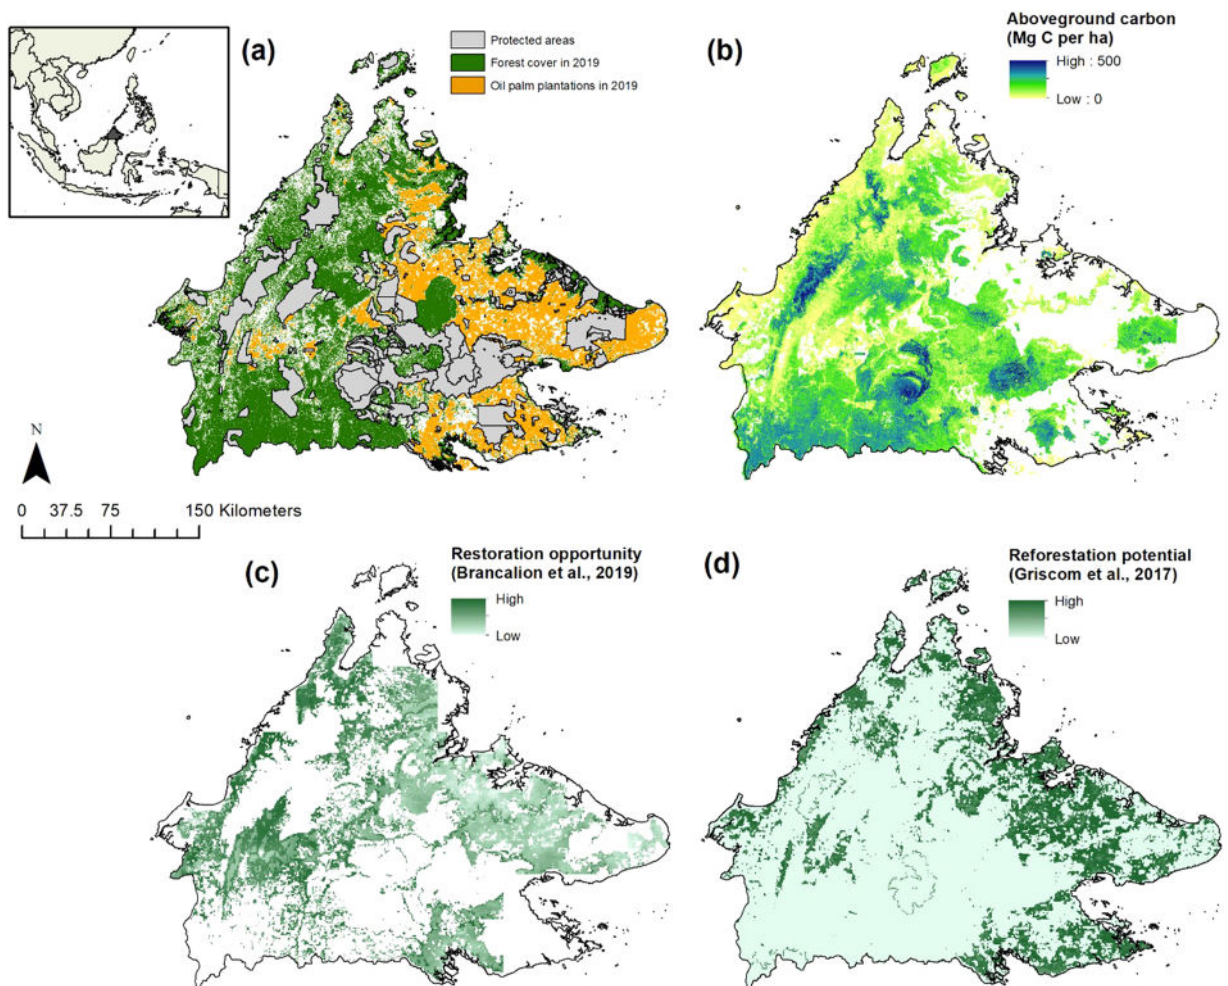 (a)
Protected areas
Forest cover in 2019
Oil palm plantations in 2019
(b)
Aboveground carbon
(Mg C per ha)
High : 500
Low : 0
N
0 37.5 75 150 Kilometers
(c)
Restoration opportunity
(Brancalion et al., 2019)
High
Low
(d)
Reforestation potential
(Griscom et al., 2017)
High
Low